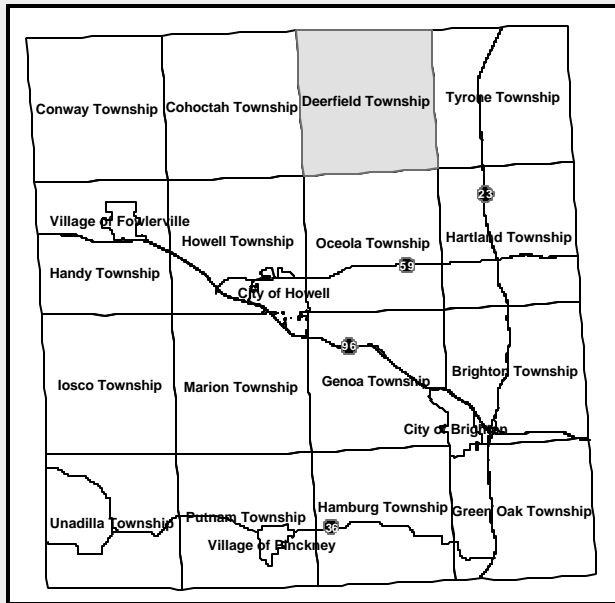 Conway Township
Cohoctah Township
Deerfield Township
Tyrone Township
23
Village of Fowlerville
Howell Township
Oceola Township
Hartland Township
Handy Township
59
City of Howell
96
Iosco Township
Marion Township
Genoa Township
Brighton Township
City of Brighton
Unadilla Township
Putnam Township
Hamburg Township
Green Oak Township
36
Village of Pinckney